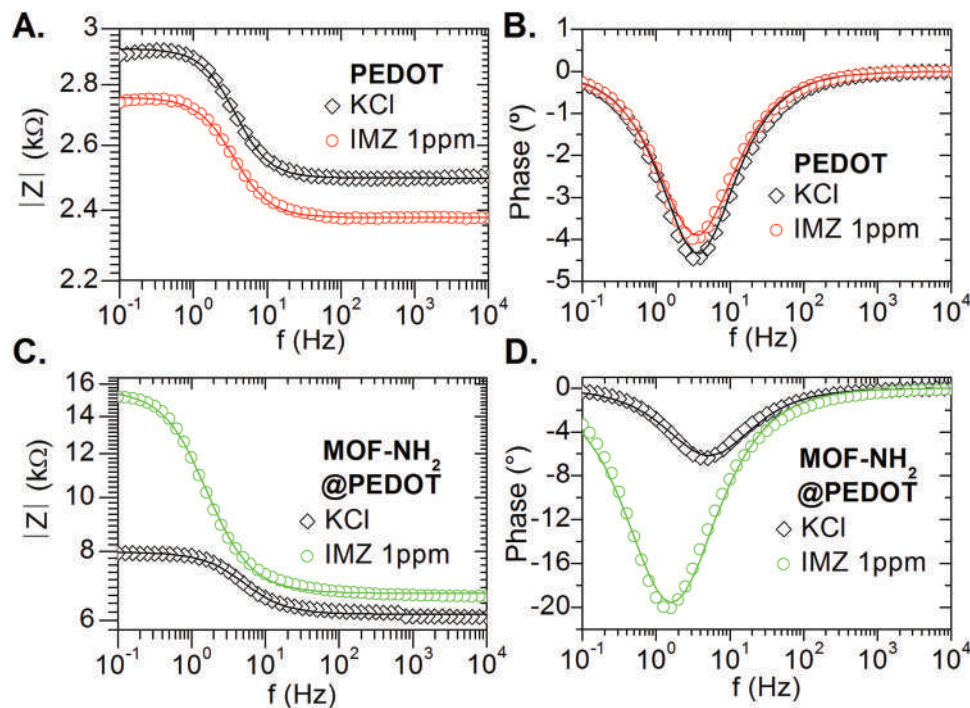 A.
3
2.8
2.6
2.4
2.2
|Z| (kΩ)
PEDOT
KCl
IMZ 1ppm
10⁻¹ 10⁰ 10¹ 10² 10³ 10⁴
f (Hz)
B.
1
0
-1
-2
-3
-4
-5
Phase (º)
PEDOT
KCl
IMZ 1ppm
10⁻¹ 10⁰ 10¹ 10² 10³ 10⁴
f (Hz)
C.
16
14
12
10
8
6
|Z| (kΩ)
MOF-NH₂
@PEDOT
KCl
IMZ 1ppm
10⁻¹ 10⁰ 10¹ 10² 10³ 10⁴
f (Hz)
D.
0
-4
-8
-12
-16
-20
Phase (°)
MOF-NH₂
@PEDOT
KCl
IMZ 1ppm
10⁻¹ 10⁰ 10¹ 10² 10³ 10⁴
f (Hz)